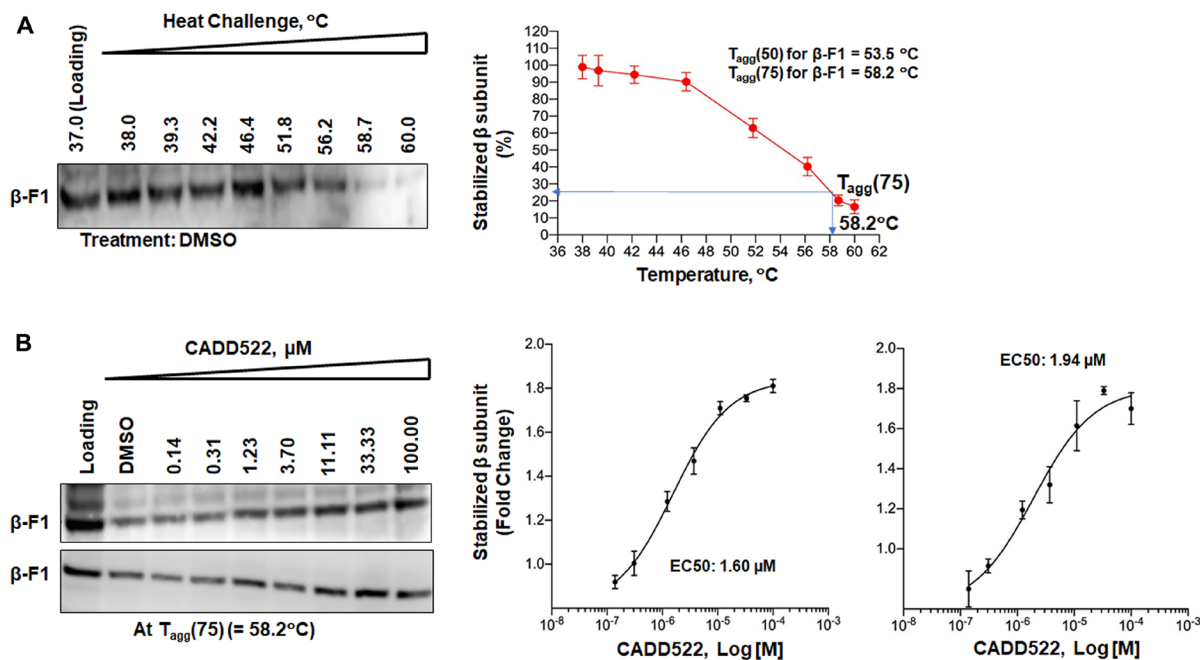 A
Heat Challenge, °C
37.0 (Loading)
38.0
39.3
42.2
46.4
51.8
56.2
58.7
60.0
β-F1
Treatment: DMSO
Stabilized β subunit
(%)
120
110
100
90
80
70
60
50
40
30
20
10
0
Tagg(50) for β-F1 = 53.5 °C
Tagg(75) for β-F1 = 58.2 °C
Tagg(75)
58.2°C
36 38 40 42 44 46 48 50 52 54 56 58 60 62
Temperature, °C
B
CADD522, µM
Loading
DMSO
0.14
0.31
1.23
3.70
11.11
33.33
100.00
β-F1
β-F1
At Tagg(75) (= 58.2°C)
Stabilized β subunit
(Fold Change)
2.0
1.8
1.6
1.4
1.2
1.0
EC50: 1.60 µM
10-8 10-7 10-6 10-5 10-4 10-3
CADD522, Log [M]
2.0
1.8
1.6
1.4
1.2
1.0
EC50: 1.94 µM
10-8 10-7 10-6 10-5 10-4 10-3
CADD522, Log [M]